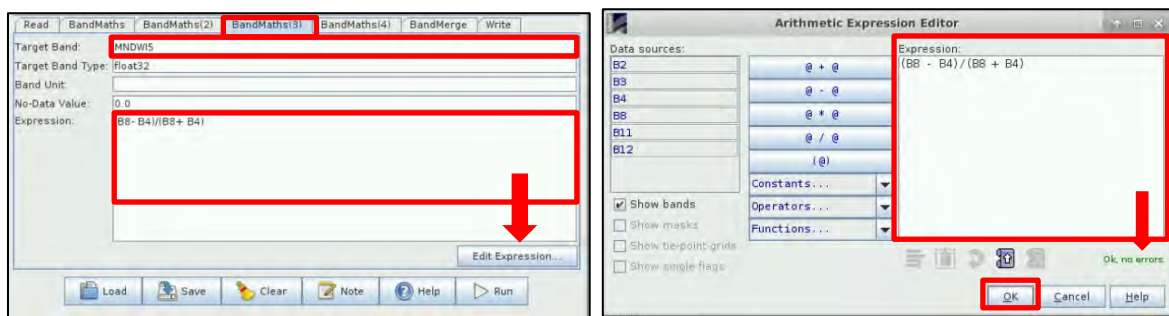 Read BandMaths BandMaths(2) BandMaths(3) BandMaths(4) BandMerge Write
Target Band: MNDWI5
Target Band Type: float32
Band Unit:
No-Data Value: 0.0
Expression: (B8- B4)/(B8+ B4)
Edit Expression...
Load Save Clear Note Help Run
Arithmetic Expression Editor
Data sources:
B2
B3
B4
B8
B11
B12
Show bands
Show masks
Show tie-point grids
Show single flags
@ + @
@ - @
@ * @
@ / @
(@)
Constants...
Operators...
Functions...
Expression:
(B8 - B4)/(B8 + B4)
Ok, no errors.
OK Cancel Help